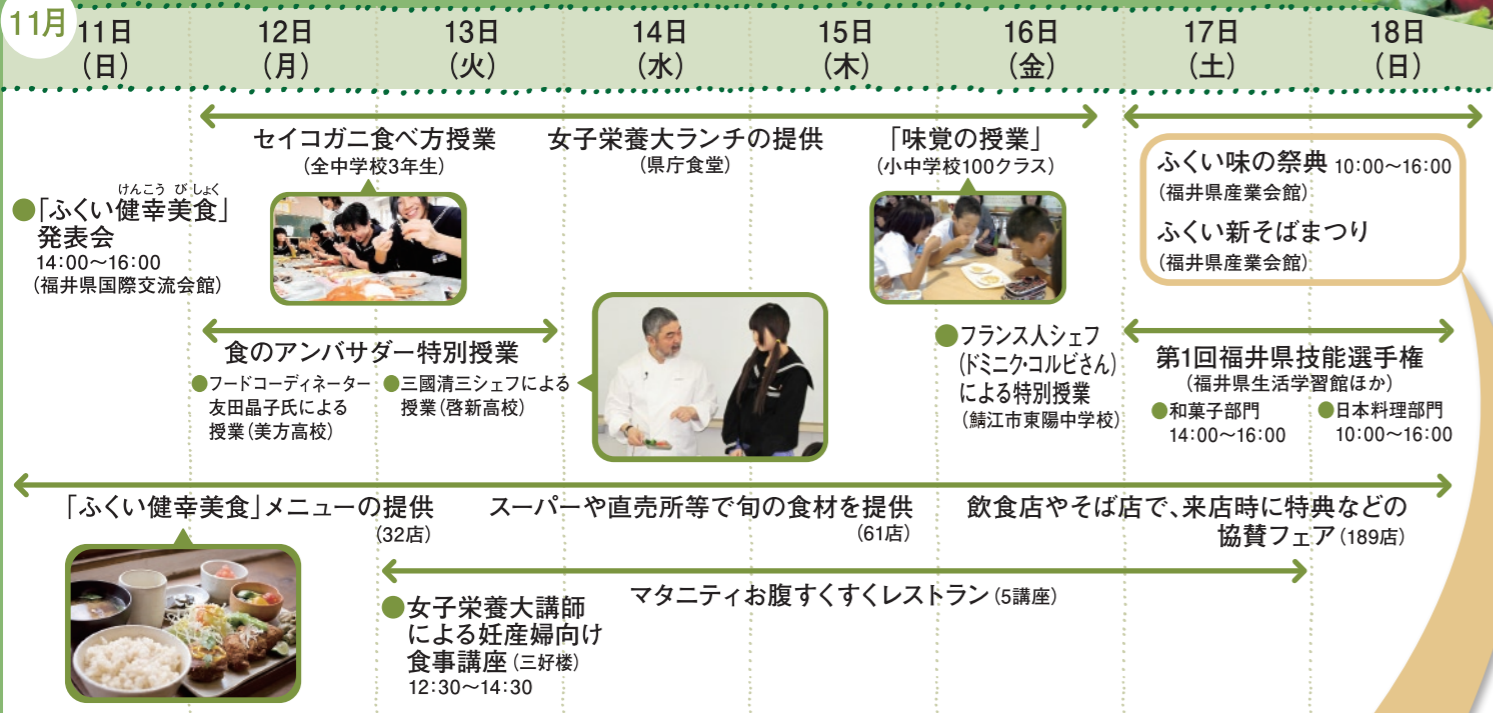 11月
11日
(日)
12日
(月)
13日
(火)
14日
(水)
15日
(木)
16日
(金)
17日
(土)
18日
(日)
けんこう びしょく
●「ふくい健幸美食」
発表会
14:00～16:00
(福井県国際交流会館)
セイコガニ食べ方授業
(全中学校3年生)
女子栄養大ランチの提供
(県庁食堂)
「味覚の授業」
(小中学校100クラス)
ふくい味の祭典 10:00～16:00
(福井県産業会館)
ふくい新そばまつり
(福井県産業会館)
食のアンバサダー特別授業
●フードコーディネーター
友田晶子氏による
授業(美方高校)
●三國清三シェフによる
授業(啓新高校)
●フランス人シェフ
(ドミニク・コルビさん)
による特別授業
(鯖江市東陽中学校)
第1回福井県技能選手権
(福井県生活学習館ほか)
●和菓子部門
14:00～16:00
●日本料理部門
10:00～16:00
「ふくい健幸美食」メニューの提供
(32店)
スーパーや直売所等で旬の食材を提供
(61店)
飲食店やそば店で、来店時に特典などの
協賛フェア(189店)
●女子栄養大講師
による妊産婦向け
食事講座(三好楼)
12:30～14:30
マタニティお腹すくすくレストラン(5講座)